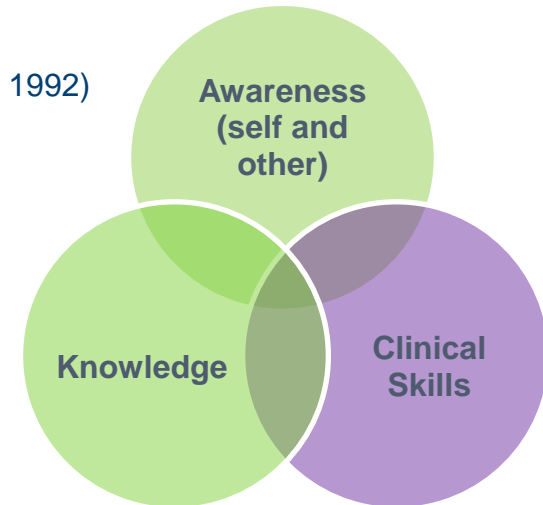 1992)
Awareness
(self and
other)
Knowledge
Clinical
Skills